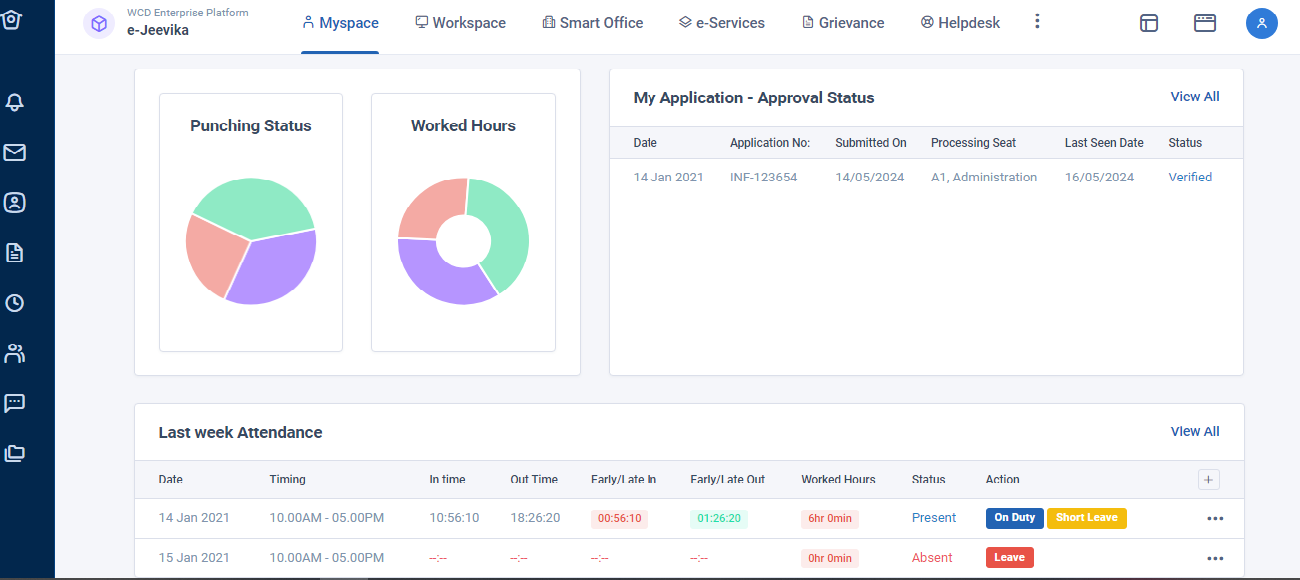 WCD Enterprise Platform
e-Jeevika
Myspace Workspace Smart Office e-Services Grievance Helpdesk
Punching Status
Worked Hours
My Application - Approval Status View All
Date Application No: Submitted On Processing Seat Last Seen Date Status
14 Jan 2021 INF-123654 14/05/2024 A1, Administration 16/05/2024 Verified
Last week Attendance View All
Date Timing In time Out Time Early/Late In Early/Late Out Worked Hours Status Action +
14 Jan 2021 10.00AM - 05.00PM 10:56:10 18:26:20 00:56:10 01:26:20 6hr 0min Present On Duty Short Leave
15 Jan 2021 10.00AM - 05.00PM --:-- --:-- --:-- --:-- 0hr 0min Absent Leave